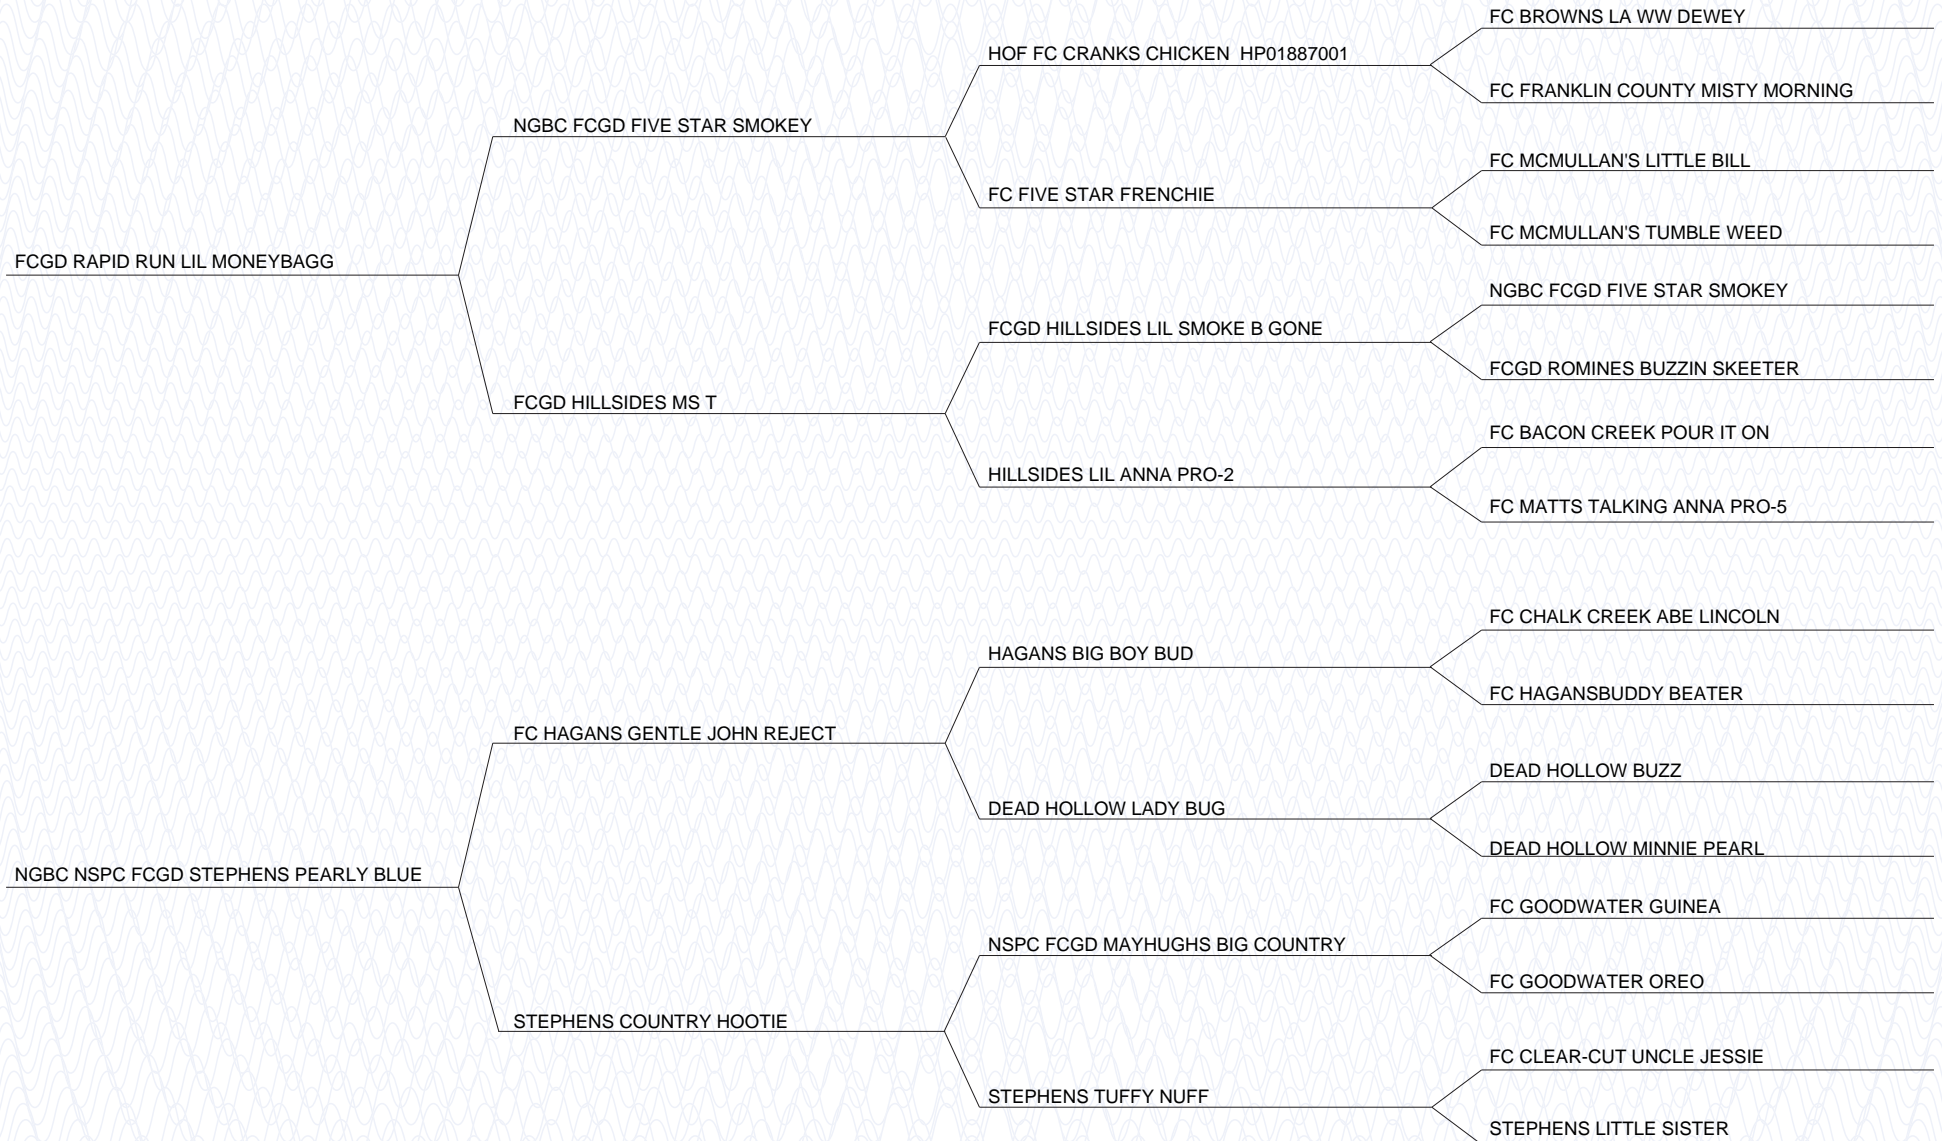 FC BROWNS LA WW DEWEY
HOF FC CRANKS CHICKEN  HP01887001
FC FRANKLIN COUNTY MISTY MORNING
NGBC FCGD FIVE STAR SMOKEY
FC MCMULLAN'S LITTLE BILL
FC FIVE STAR FRENCHIE
FC MCMULLAN'S TUMBLE WEED
FCGD RAPID RUN LIL MONEYBAGG
NGBC FCGD FIVE STAR SMOKEY
FCGD HILLSIDES LIL SMOKE B GONE
FCGD ROMINES BUZZIN SKEETER
FCGD HILLSIDES MS T
FC BACON CREEK POUR IT ON
HILLSIDES LIL ANNA PRO-2
FC MATTS TALKING ANNA PRO-5
FC CHALK CREEK ABE LINCOLN
HAGANS BIG BOY BUD
FC HAGANSBUDDY BEATER
FC HAGANS GENTLE JOHN REJECT
DEAD HOLLOW BUZZ
DEAD HOLLOW LADY BUG
DEAD HOLLOW MINNIE PEARL
NGBC NSPC FCGD STEPHENS PEARLY BLUE
FC GOODWATER GUINEA
NSPC FCGD MAYHUGHS BIG COUNTRY
FC GOODWATER OREO
STEPHENS COUNTRY HOOTIE
FC CLEAR-CUT UNCLE JESSIE
STEPHENS TUFFY NUFF
STEPHENS LITTLE SISTER